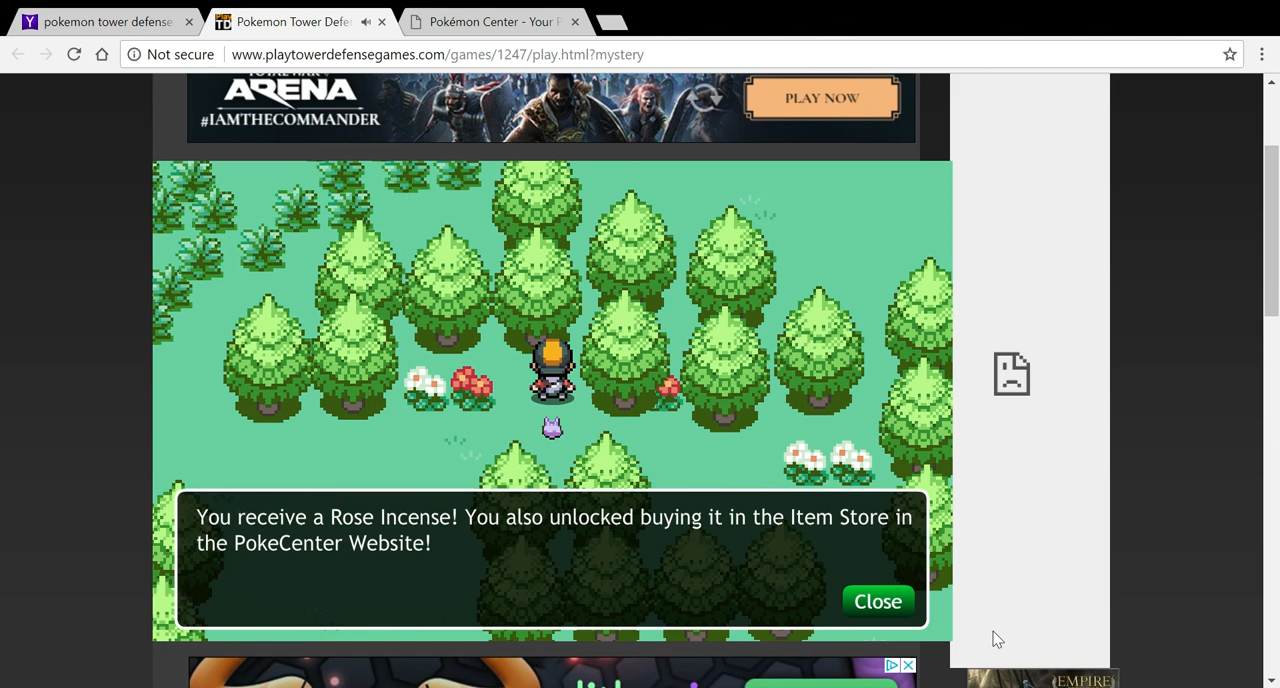 pokemon tower defense
Pokemon Tower Defe
Pokémon Center - Your P
Not secure
www.playtowerdefensegames.com/games/1247/play.html?mystery
ARENA
#IAMTHECOMMANDER
PLAY NOW
You receive a Rose Incense! You also unlocked buying it in the Item Store in
the PokeCenter Website!
Close
EMPIRE